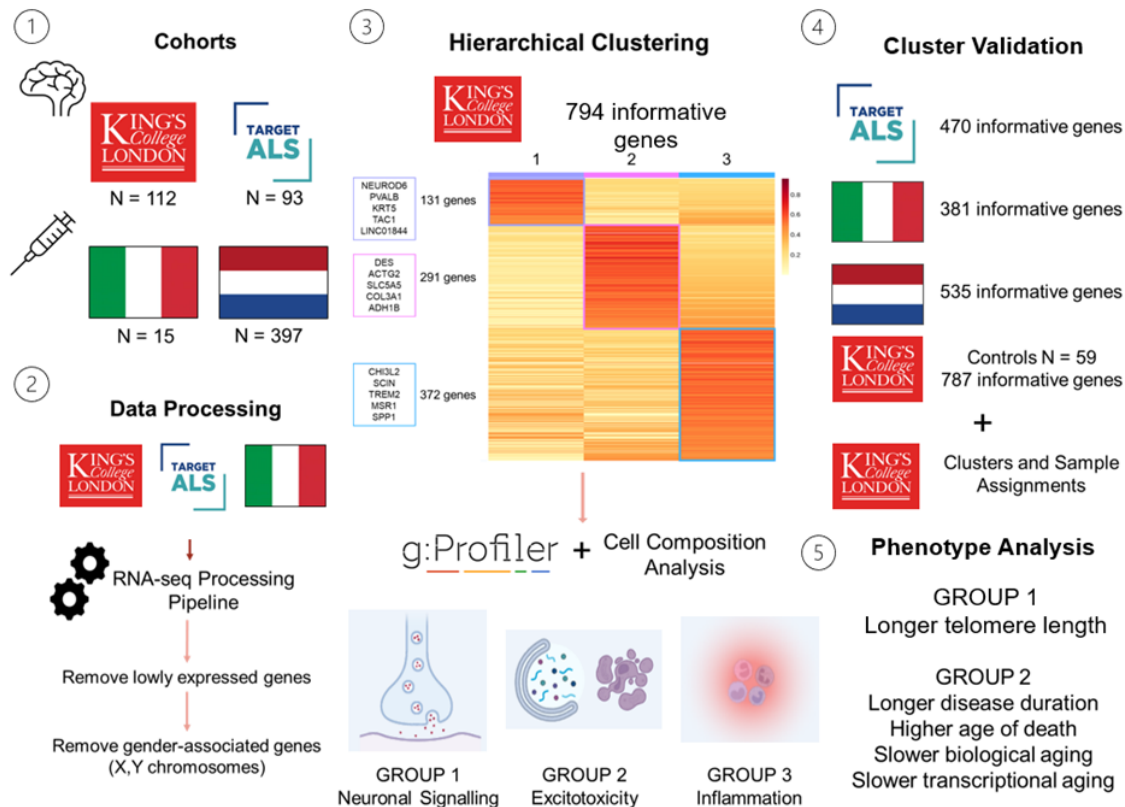 1
Cohorts
KING'S
College
LONDON
N = 112
TARGET
ALS
N = 93
N = 15
N = 397
2
Data Processing
KING'S
College
LONDON
TARGET
ALS
RNA-seq Processing
Pipeline
Remove lowly expressed genes
Remove gender-associated genes
(X,Y chromosomes)
3
Hierarchical Clustering
KING'S
College
LONDON
794 informative
genes
1 2 3
NEUROD6
PVALB
KRT5
TAC1
LINC01844
131 genes
DES
ACTG2
SLC5A5
COL3A1
ADH1B
291 genes
CHI3L2
SCIN
TREM2
MSR1
SPP1
372 genes
0.8
0.6
0.4
0.2
g:Profiler + Cell Composition
Analysis
GROUP 1
Neuronal Signalling
GROUP 2
Excitotoxicity
GROUP 3
Inflammation
4
Cluster Validation
TARGET
ALS
470 informative genes
381 informative genes
535 informative genes
KING'S
College
LONDON
Controls N = 59
787 informative genes
+
KING'S
College
LONDON
Clusters and Sample
Assignments
5
Phenotype Analysis
GROUP 1
Longer telomere length
GROUP 2
Longer disease duration
Higher age of death
Slower biological aging
Slower transcriptional aging